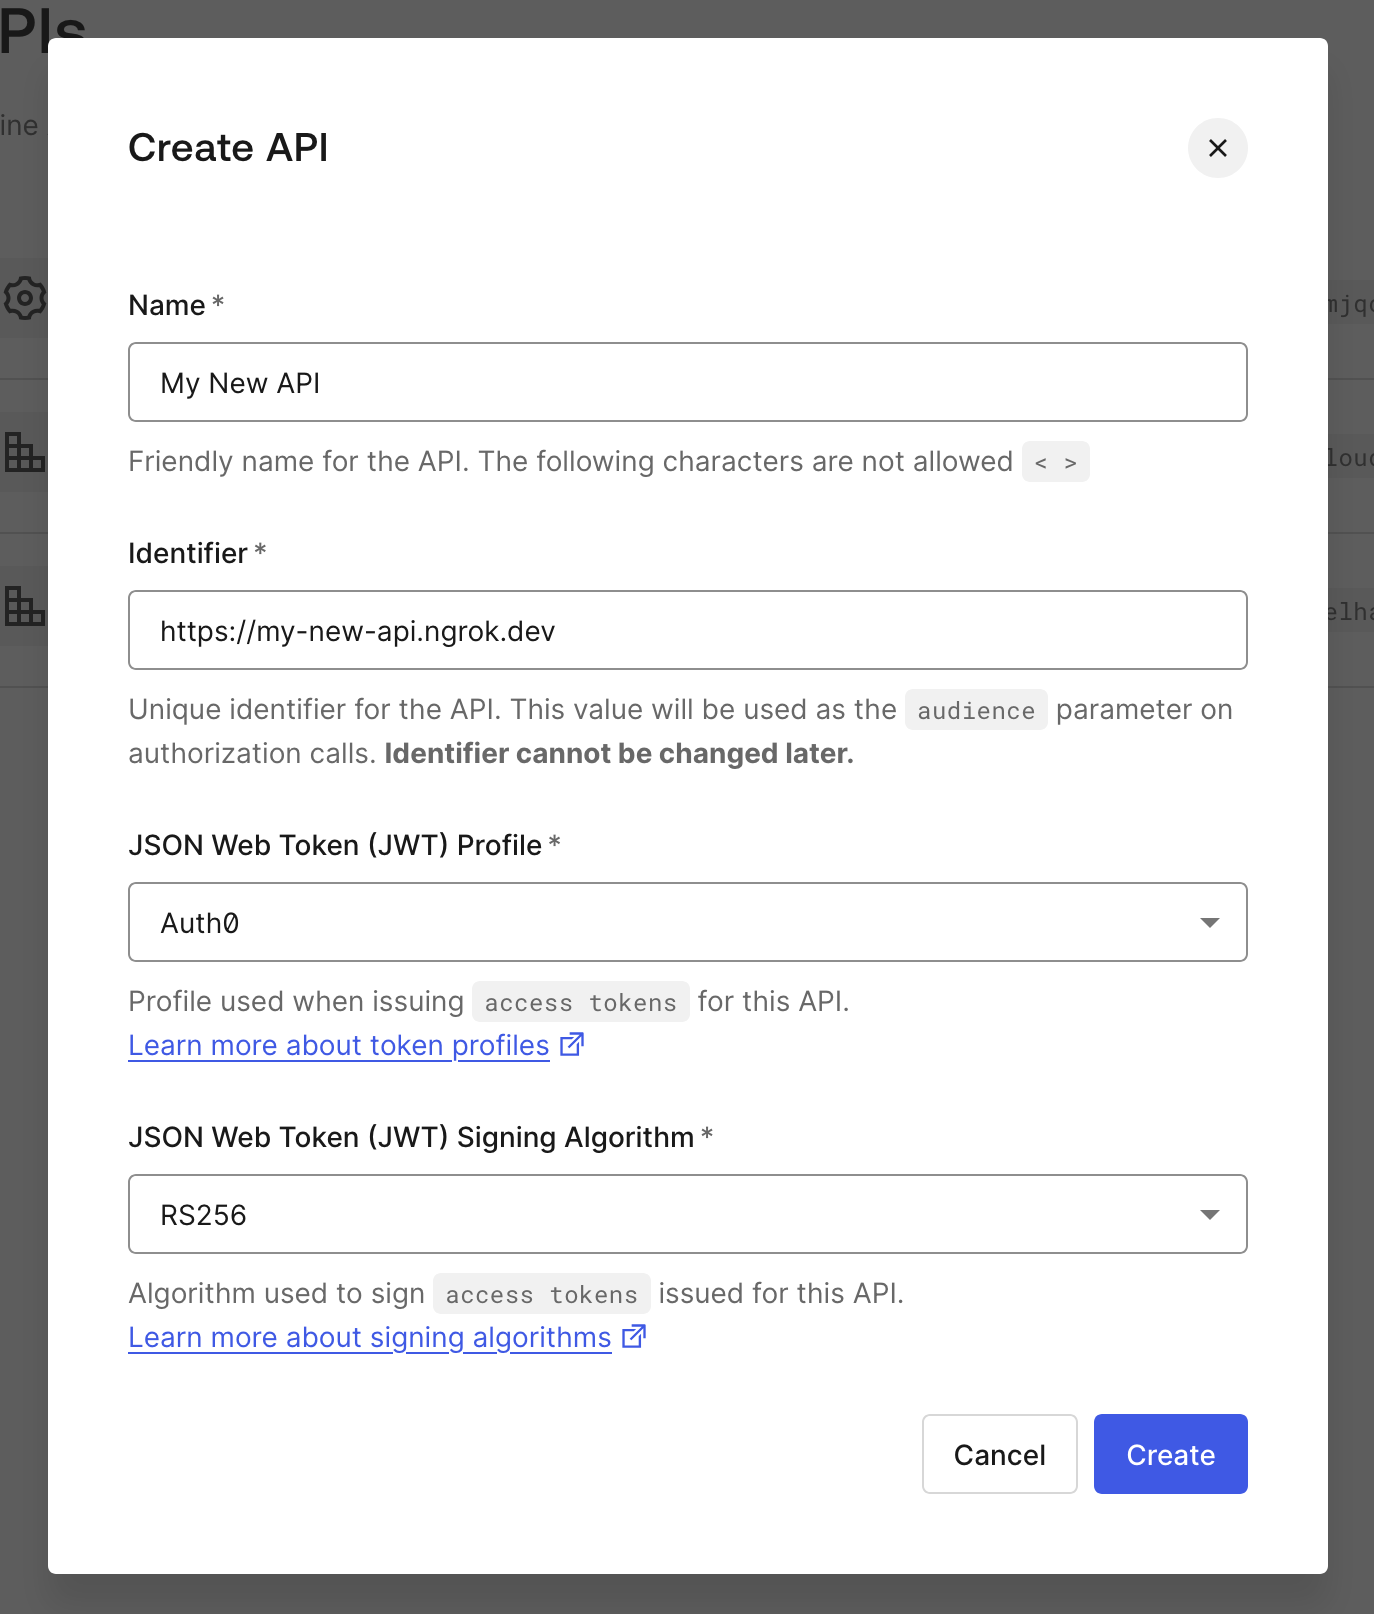 PIs
ine
Create API
Name *
My New API
Friendly name for the API. The following characters are not allowed < >
Identifier *
https://my-new-api.ngrok.dev
Unique identifier for the API. This value will be used as the audience parameter on
authorization calls. Identifier cannot be changed later.
JSON Web Token (JWT) Profile *
Auth0
Profile used when issuing access tokens for this API.
Learn more about token profiles
JSON Web Token (JWT) Signing Algorithm *
RS256
Algorithm used to sign access tokens issued for this API.
Learn more about signing algorithms
Cancel Create